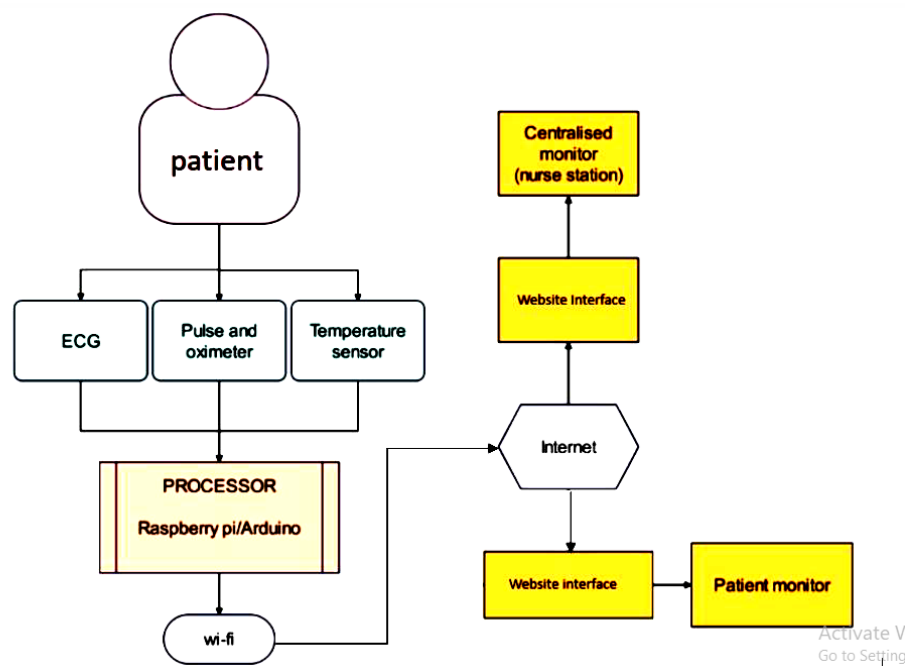 patient
ECG
Pulse and
oximeter
Temperature
sensor
PROCESSOR
Raspberry pi/Arduino
wi-fi
Centralised
monitor
(nurse station)
Website Interface
Internet
Website interface
Patient monitor
Activate W
Go to Setting